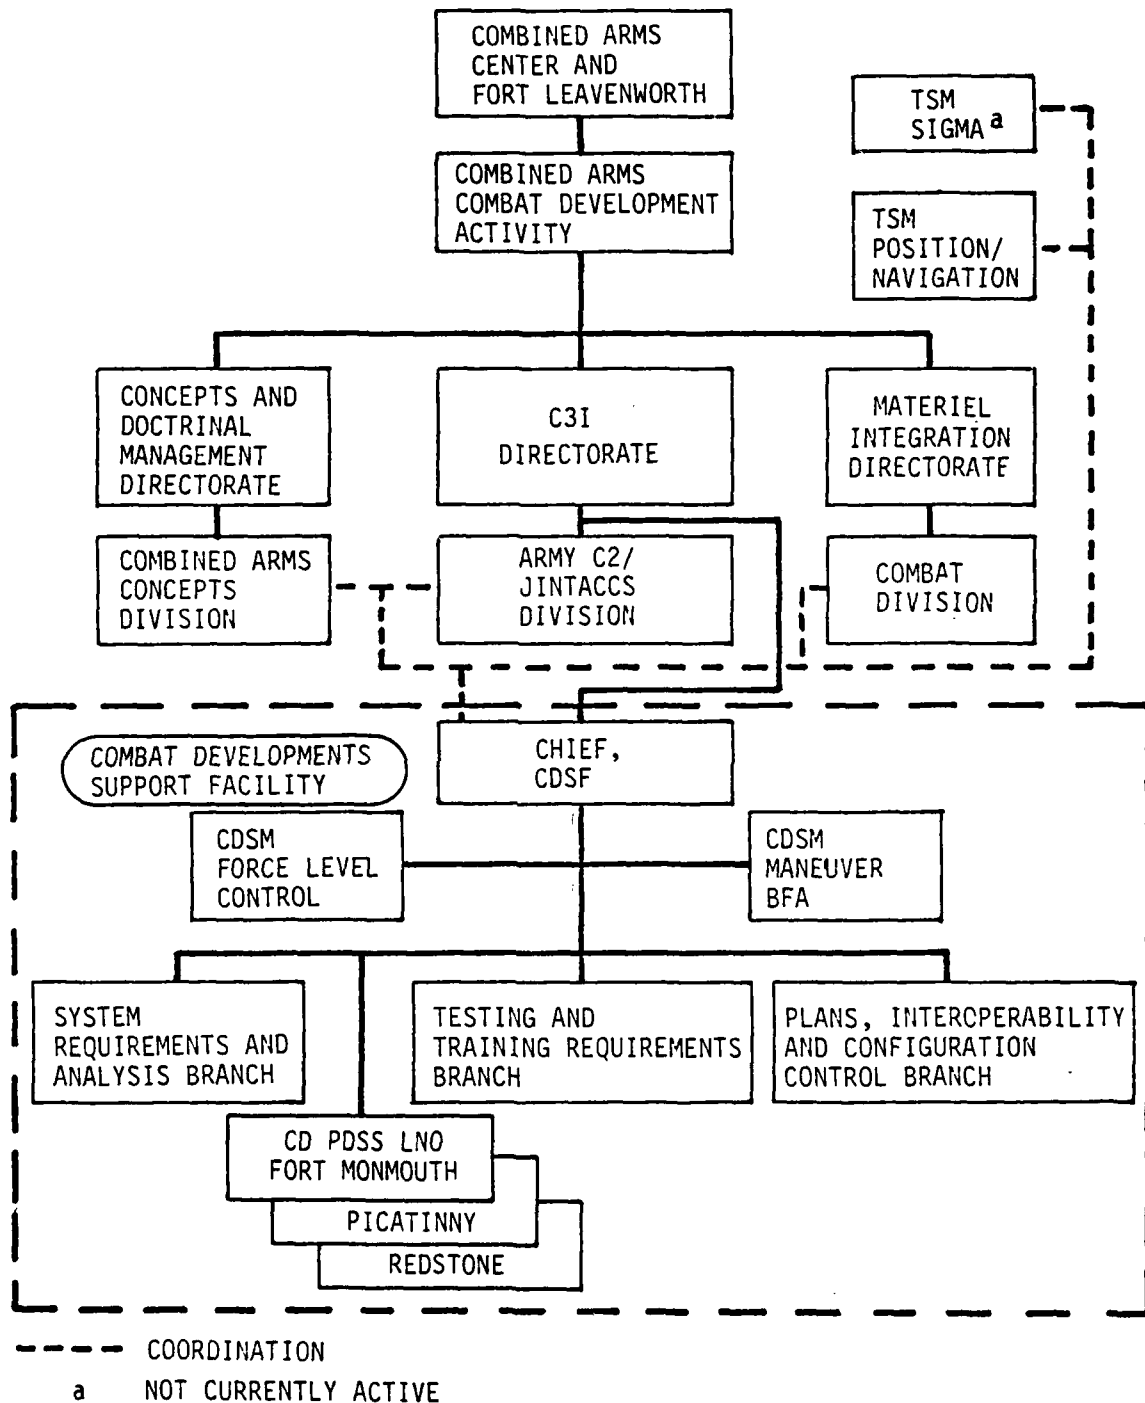 COMBINED ARMS
CENTER AND
FORT LEAVENWORTH
TSM
SIGMA a
COMBINED ARMS
COMBAT DEVELOPMENT
ACTIVITY
TSM
POSITION/
NAVIGATION
CONCEPTS AND
DOCTRINAL
MANAGEMENT
DIRECTORATE
C3I
DIRECTORATE
MATERIEL
INTEGRATION
DIRECTORATE
COMBINED ARMS
CONCEPTS
DIVISION
ARMY C2/
JINTACCS
DIVISION
COMBAT
DIVISION
COMBAT DEVELOPMENTS
SUPPORT FACILITY
CHIEF,
CDSF
CDSM
FORCE LEVEL
CONTROL
CDSM
MANEUVER
BFA
SYSTEM
REQUIREMENTS AND
ANALYSIS BRANCH
TESTING AND
TRAINING REQUIREMENTS
BRANCH
PLANS, INTEROPERABILITY
AND CONFIGURATION
CONTROL BRANCH
CD PDSS LNO
FORT MONMOUTH
PICATINNY
REDSTONE
COORDINATION
a NOT CURRENTLY ACTIVE